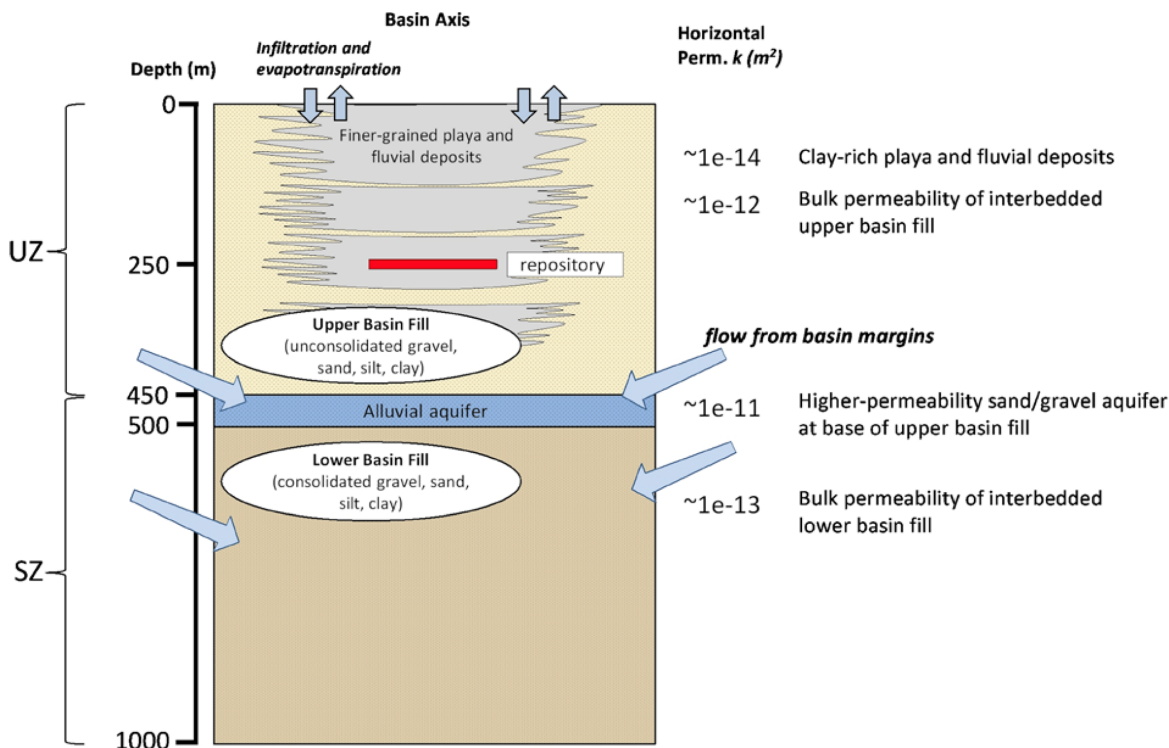 Basin Axis
Infiltration and
evapotranspiration
Depth (m)
Horizontal
Perm. k (m²)
0
Finer-grained playa and
fluvial deposits
~1e-14 Clay-rich playa and fluvial deposits
~1e-12 Bulk permeability of interbedded
upper basin fill
UZ
250
repository
Upper Basin Fill
(unconsolidated gravel,
sand, silt, clay)
flow from basin margins
450
Alluvial aquifer
~1e-11 Higher-permeability sand/gravel aquifer
at base of upper basin fill
500
Lower Basin Fill
(consolidated gravel, sand,
silt, clay)
~1e-13 Bulk permeability of interbedded
lower basin fill
SZ
1000